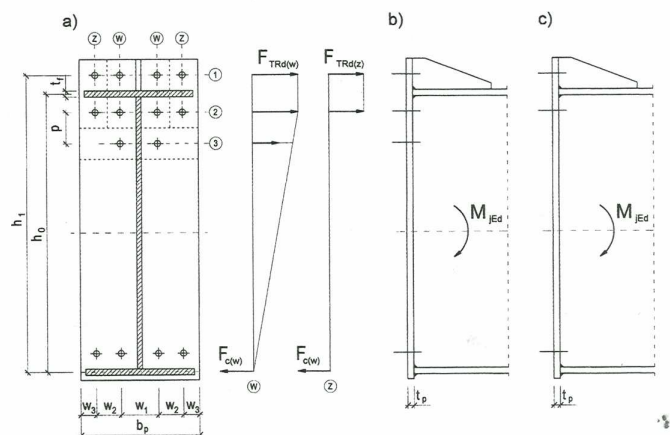 a)
b)
c)
z w w z
F_TRd(w) F_TRd(z)
1
2
3
t_f
p
h_1
h_0
M_jEd
M_jEd
F_c(w) F_c(w)
w z
w_3 w_2 w_1 w_2 w_3
b_p
t_p t_p